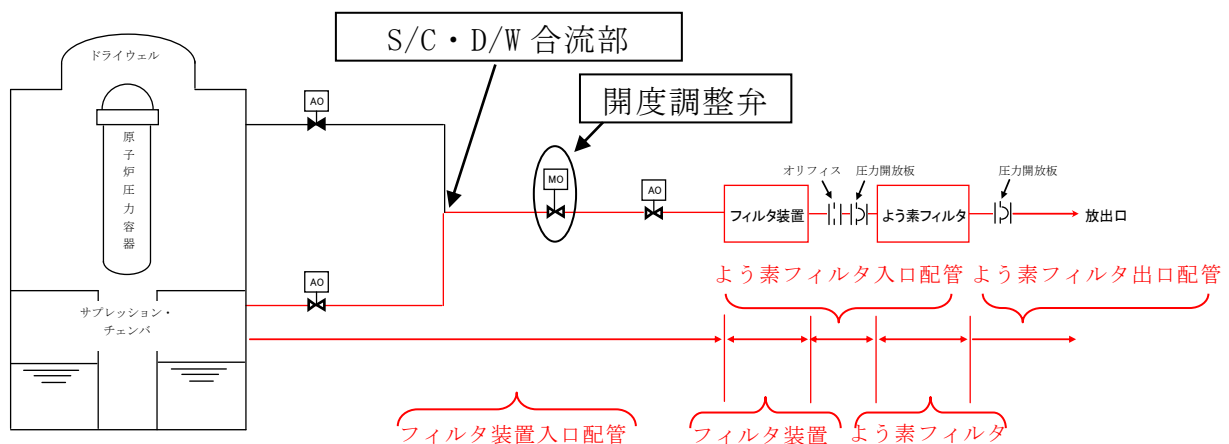 S/C・D/W 合流部
開度調整弁
ドライウェル
原子炉圧力容器
AO
MO
AO
AO
オリフィス
圧力開放板
圧力開放板
フィルタ装置
よう素フィルタ
放出口
サプレッション・
チェンバ
よう素フィルタ入口配管
よう素フィルタ出口配管
フィルタ装置入口配管
フィルタ装置
よう素フィルタ